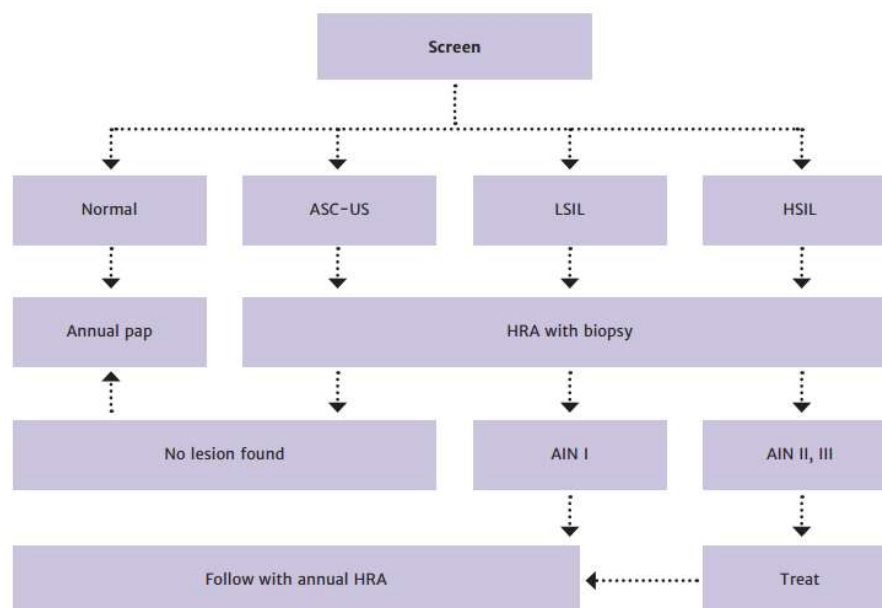 Screen
Normal
ASC-US
LSIL
HSIL
Annual pap
HRA with biopsy
No lesion found
AIN I
AIN II, III
Follow with annual HRA
Treat